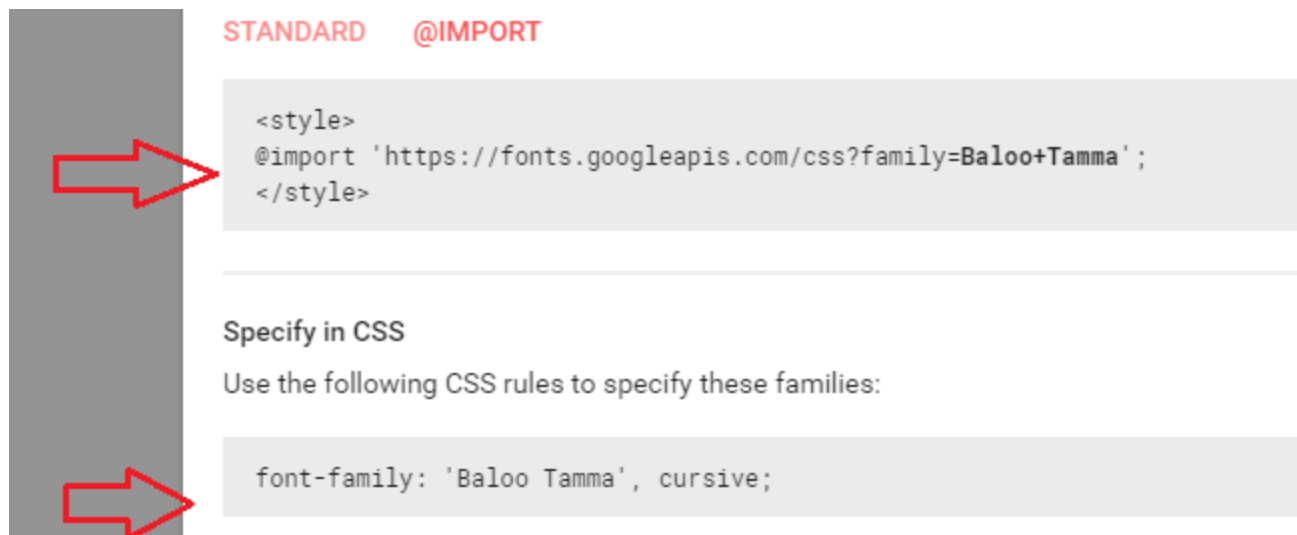 STANDARD @IMPORT
<style>
@import 'https://fonts.googleapis.com/css?family=Baloo+Tamma';
</style>
Specify in CSS
Use the following CSS rules to specify these families:
font-family: 'Baloo Tamma', cursive;